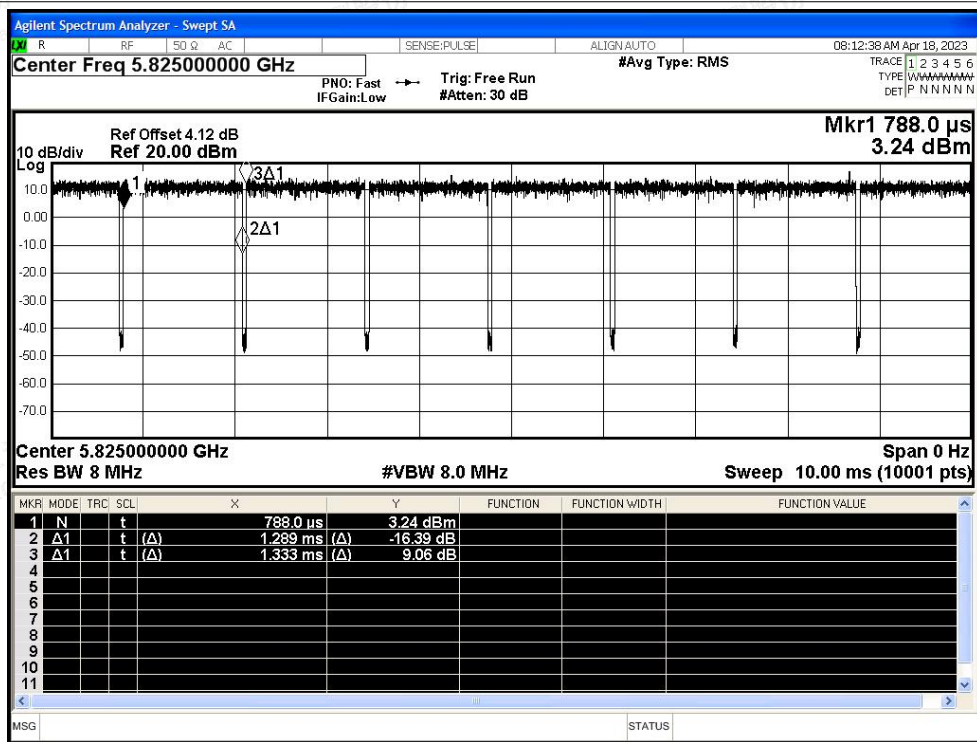 Agilent Spectrum Analyzer - Swept SA
LXI R RF 50 Ω AC SENSE:PULSE ALIGN AUTO 08:12:38 AM Apr 18, 2023
Center Freq 5.825000000 GHz #Avg Type: RMS TRACE 1 2 3 4 5 6
PNO: Fast Trig: Free Run TYPE W
IFGain:Low #Atten: 30 dB DET P N N N N N
Mkr1 788.0 µs
Ref Offset 4.12 dB
10 dB/div Ref 20.00 dBm 3.24 dBm
Log
3Δ1
1
10.0
0.00
2Δ1
-10.0
-20.0
-30.0
-40.0
-50.0
-60.0
-70.0
Center 5.825000000 GHz Span 0 Hz
Res BW 8 MHz #VBW 8.0 MHz Sweep 10.00 ms (10001 pts)
MKR MODE TRC SCL X Y FUNCTION FUNCTION WIDTH FUNCTION VALUE
1 N t 788.0 µs 3.24 dBm
2 Δ1 t (Δ) 1.289 ms (Δ) -16.39 dB
3 Δ1 t (Δ) 1.333 ms (Δ) 9.06 dB
4
5
6
7
8
9
10
11
MSG STATUS